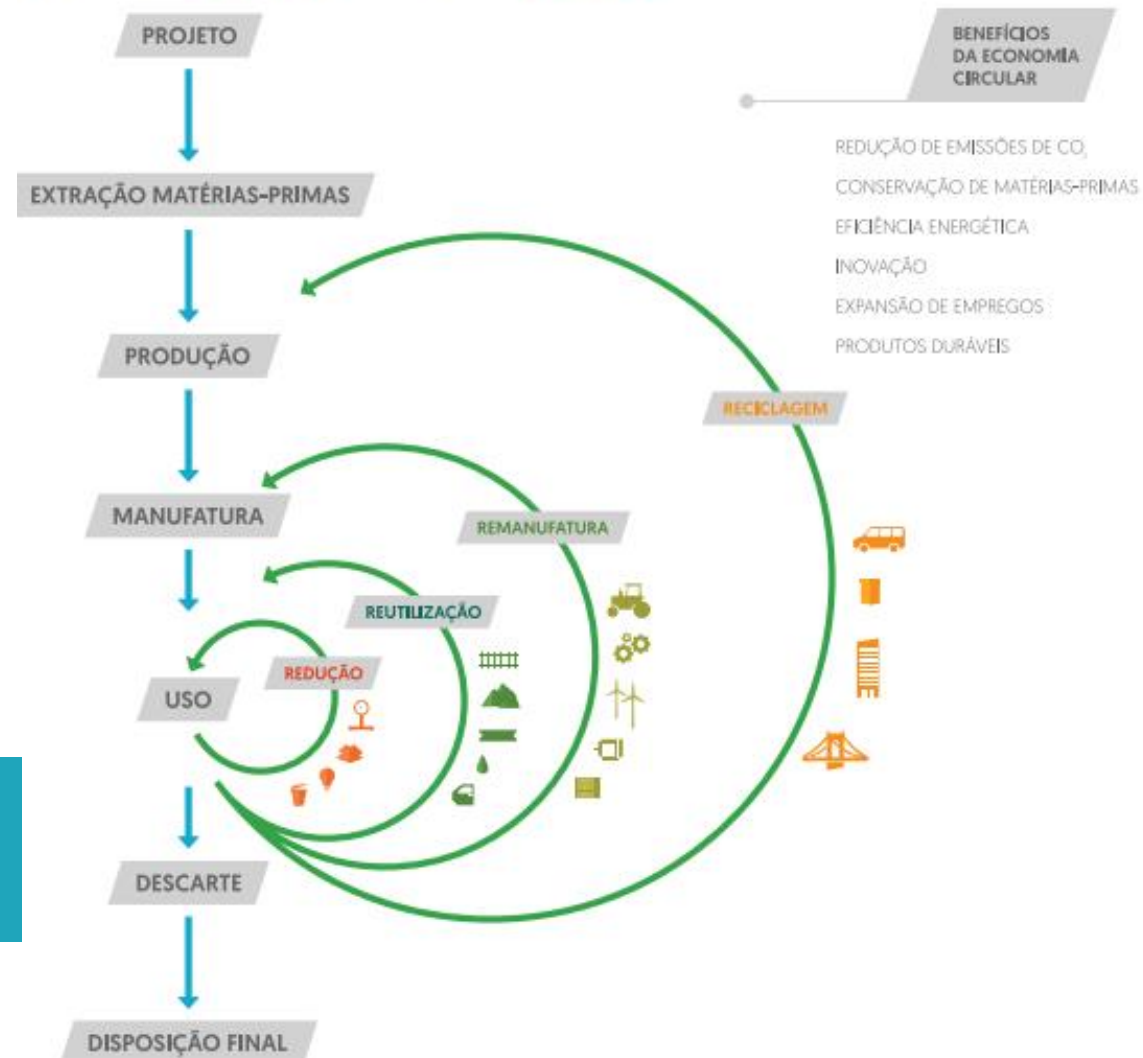 PROJETO
EXTRAÇÃO MATÉRIAS-PRIMAS
PRODUÇÃO
MANUFATURA
USO
DESCARTE
DISPOSIÇÃO FINAL
REDUÇÃO
REUTILIZAÇÃO
REMANUFATURA
RECICLAGEM
BENEFÍCIOS
DA ECONOMIA
CIRCULAR
REDUÇÃO DE EMISSÕES DE CO₂
CONSERVAÇÃO DE MATÉRIAS-PRIMAS
EFICIÊNCIA ENERGÉTICA
INOVAÇÃO
EXPANSÃO DE EMPREGOS
PRODUTOS DURÁVEIS